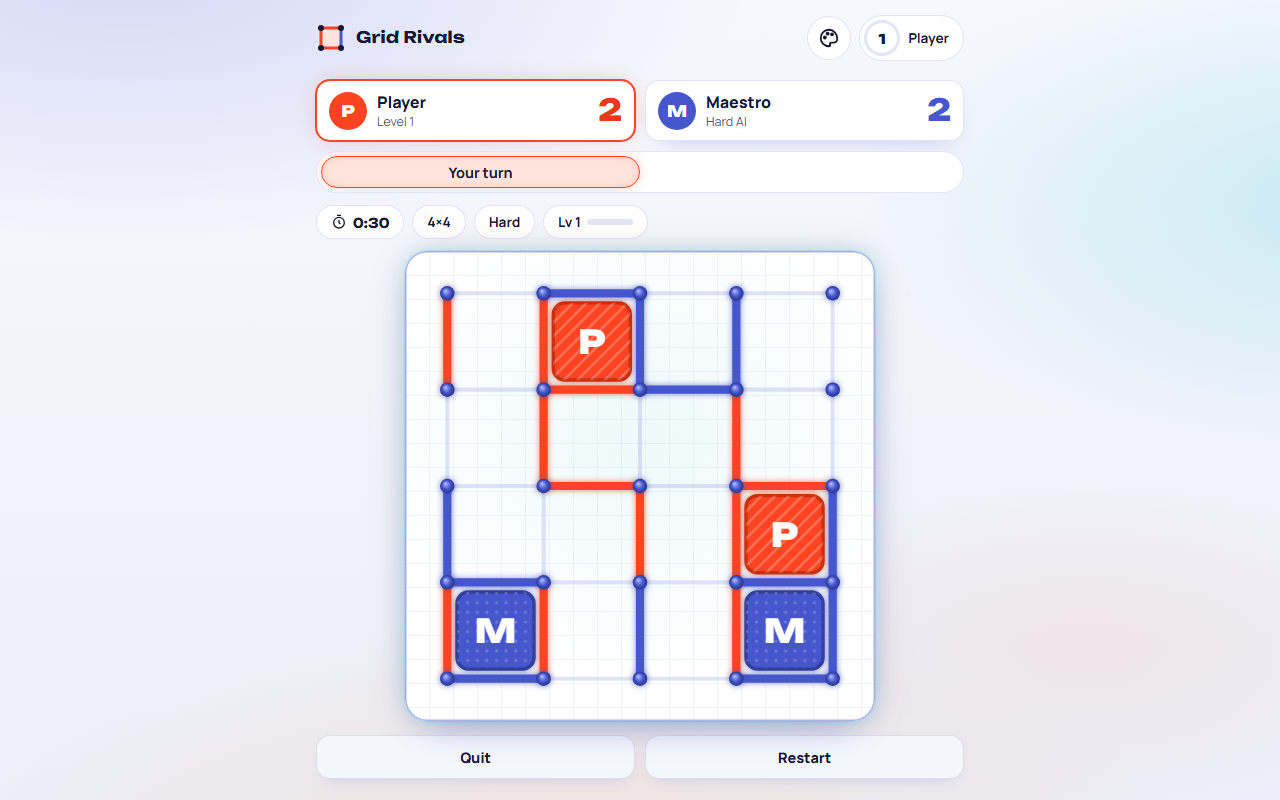 Grid Rivals
1 Player
P Player 2
Level 1
M Maestro 2
Hard AI
Your turn
0:30 4×4 Hard Lv 1
P
P
M M
Quit Restart